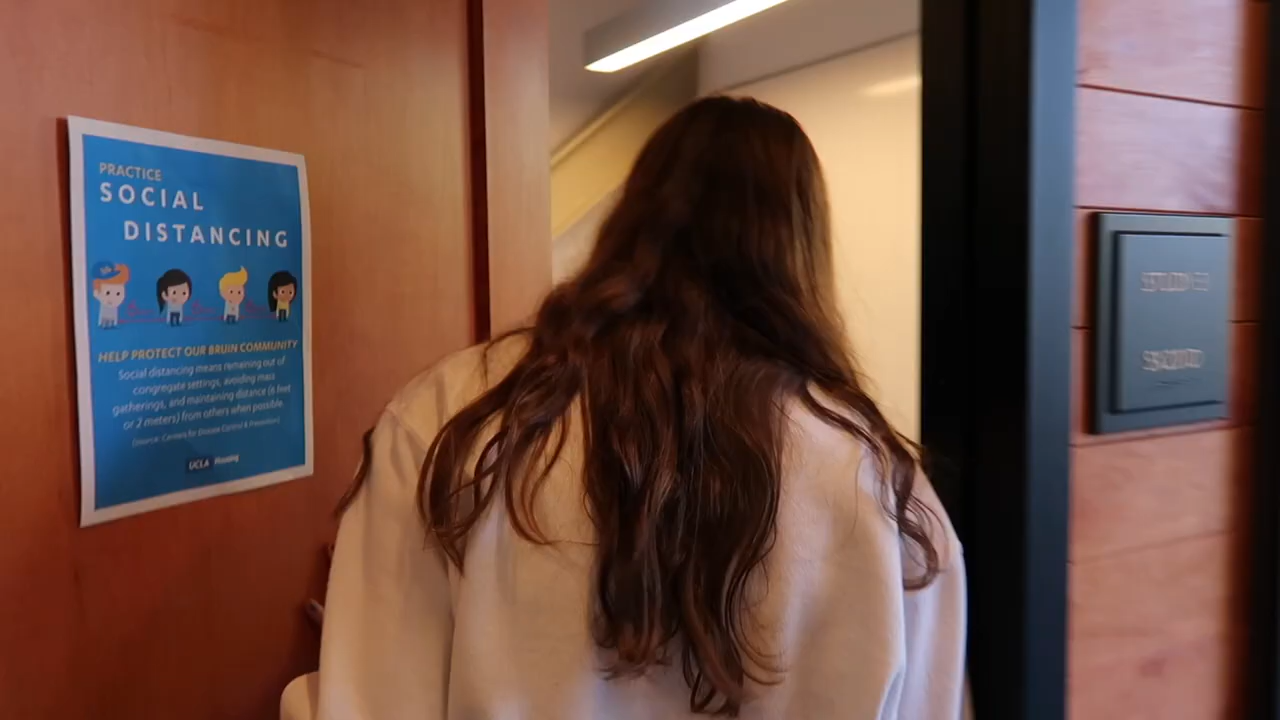 PRACTICE
SOCIAL
DISTANCING
HELP PROTECT OUR BRUIN COMMUNITY
Social distancing means remaining out of
congregate settings, avoiding mass
gatherings, and maintaining distance (6 feet
or 2 meters) from others when possible.
(Source: Centers for Disease Control & Prevention)
UCLA Housing